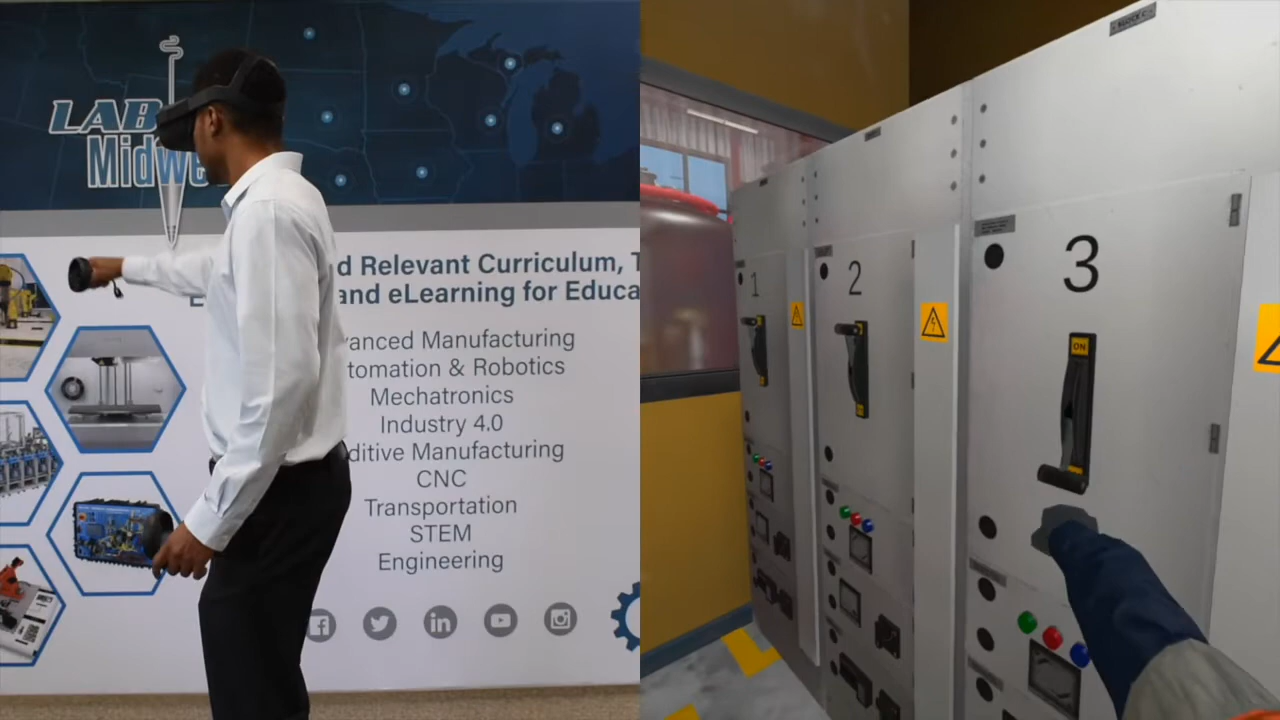 LAB
Midwe
d Relevant Curriculum, T
E and eLearning for Educa
vanced Manufacturing
tomation & Robotics
Mechatronics
Industry 4.0
ditive Manufacturing
CNC
Transportation
STEM
Engineering
1
2
3
ON